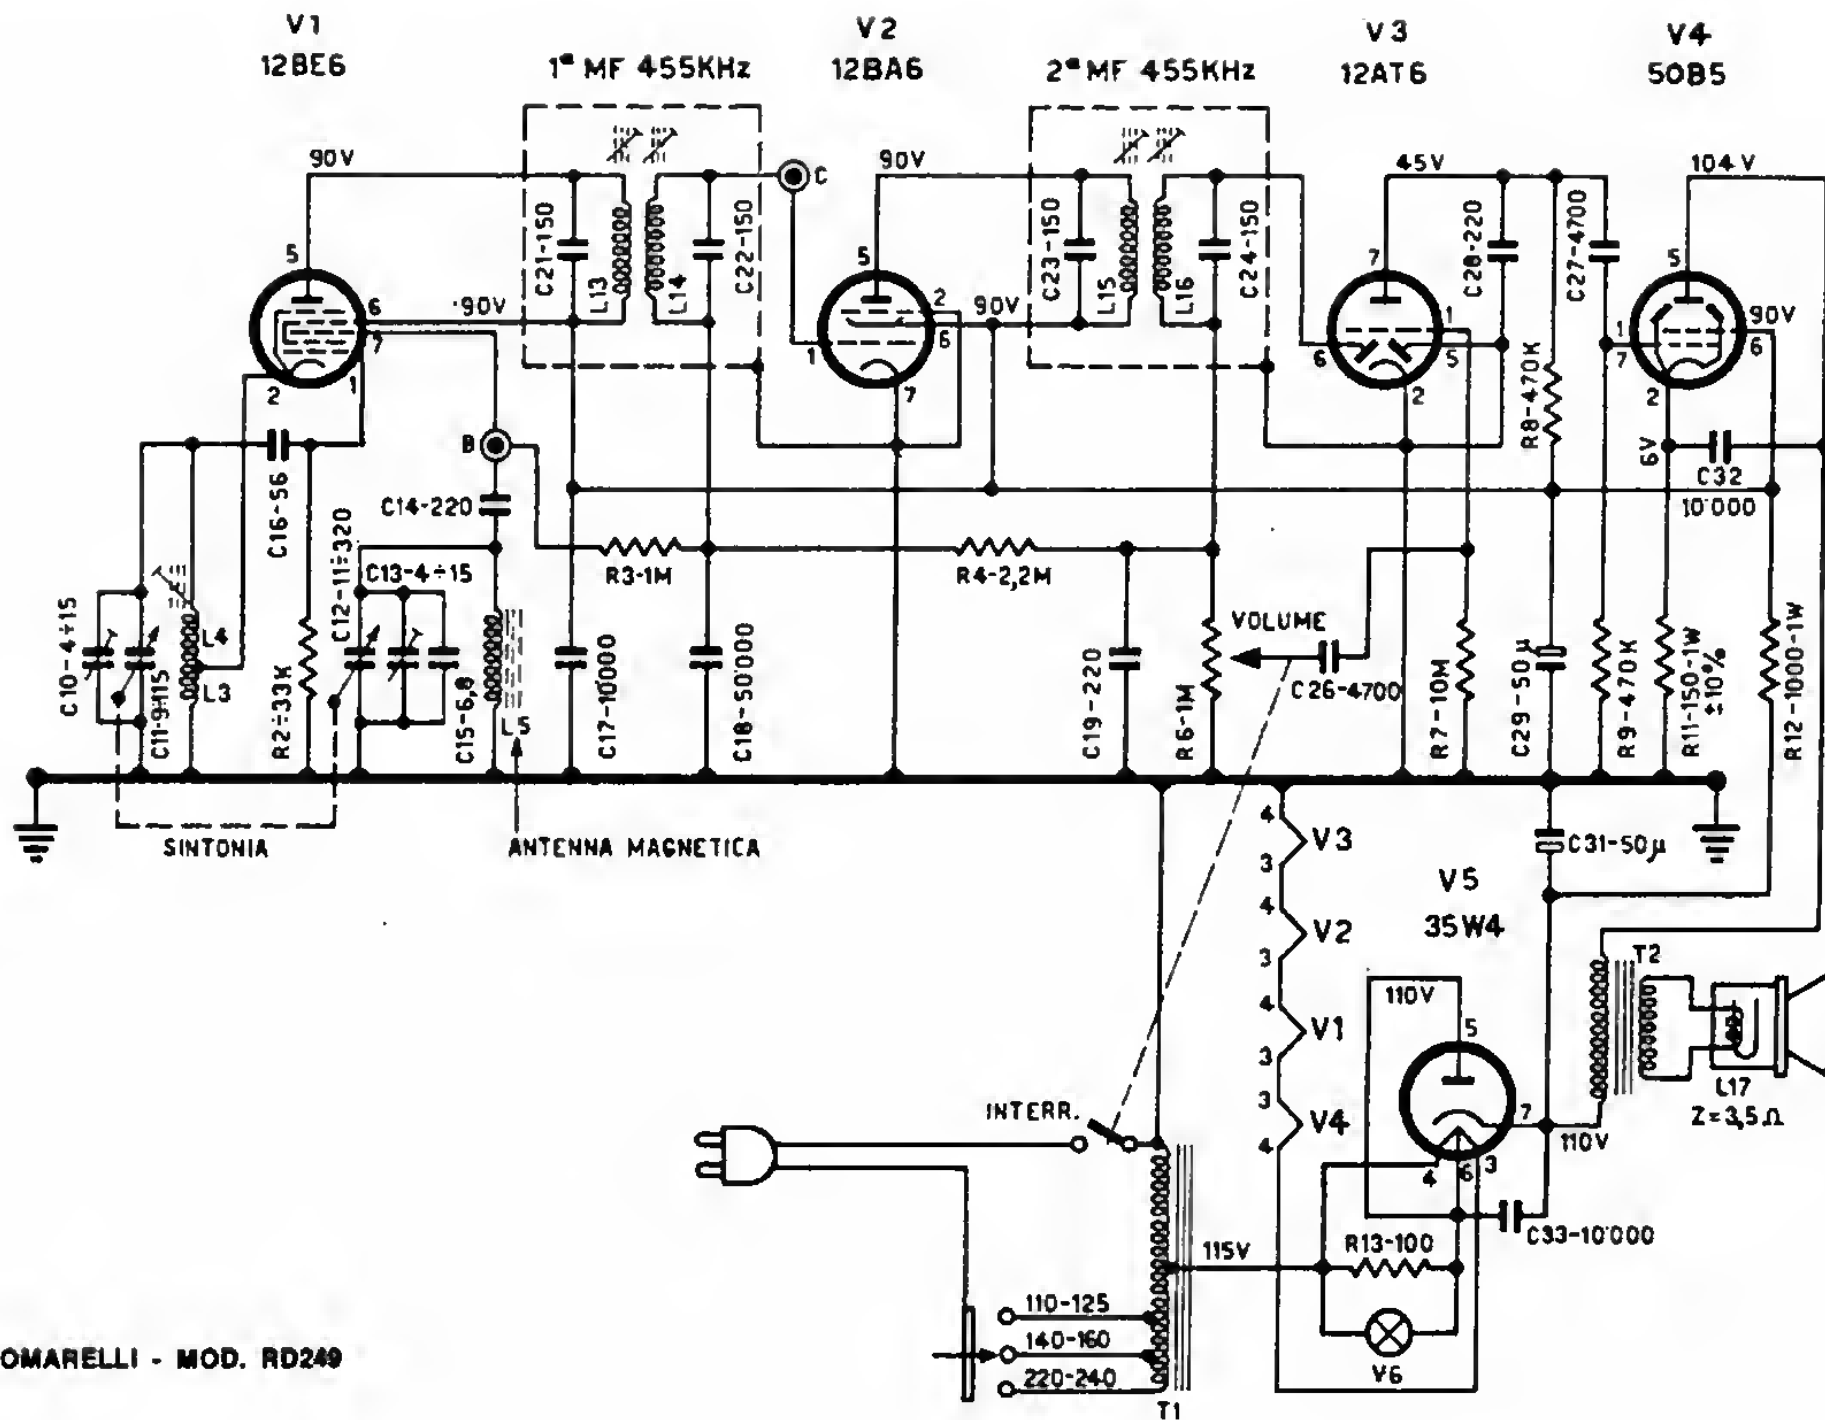 V1
12BE6
1ª MF 455KHz
V2
12BA6
2ª MF 455KHz
V3
12AT6
V4
50B5
90V
90V
45V
104V
C21-150
L13
L14
C22-150
C
C23-150
L15
L16
C24-150
C28-220
C27-4700
5
6
7
2
1
90V
5
2
6
1
7
90V
7
1
5
6
2
5
1
7
6
2
90V
R8-470K
6V
C32
10'000
B
C16-56
C14-220
C12-11÷320
C13-4÷15
R3-1M
R4-2,2M
C10-4÷15
C11-9÷115
L4
L3
R2÷33K
C15-6,8
L5
C17-10'000
C18-50'000
C19-220
R6-1M
VOLUME
C26-4700
R7-10M
C29-50µ
R9-470K
R11-150-1W
±10%
R12-1000-1W
SINTONIA
ANTENNA MAGNETICA
4
V3
3
4
V2
3
4
V1
3
3
V4
4
C31-50µ
V5
35W4
110V
5
7
4
6
3
110V
T2
L17
Z=3,5Ω
INTERR.
115V
R13-100
C33-10'000
V6
110-125
140-160
220-240
T1
OMARELLI - MOD. RD249